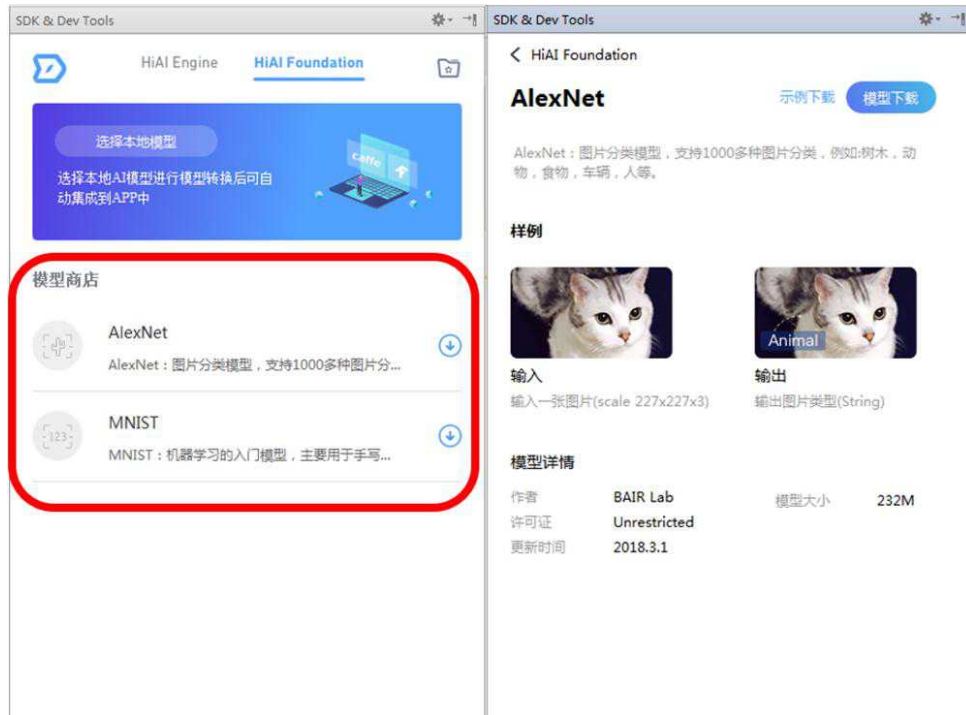 SDK & Dev Tools
HiAI Engine
HiAI Foundation
选择本地模型
选择本地AI模型进行模型转换后可自
动集成到APP中
caffe
模型商店
AlexNet
AlexNet：图片分类模型，支持1000多种图片分...
MNIST
123
MNIST：机器学习的入门模型，主要用于手写...
SDK & Dev Tools
HiAI Foundation
AlexNet
示例下载
模型下载
AlexNet：图片分类模型，支持1000多种图片分类，例如:树木，动
物，食物，车辆，人等。
样例
Animal
输入
输出
输入一张图片(scale 227x227x3)
输出图片类型(String)
模型详情
作者 BAIR Lab 模型大小 232M
许可证 Unrestricted
更新时间 2018.3.1